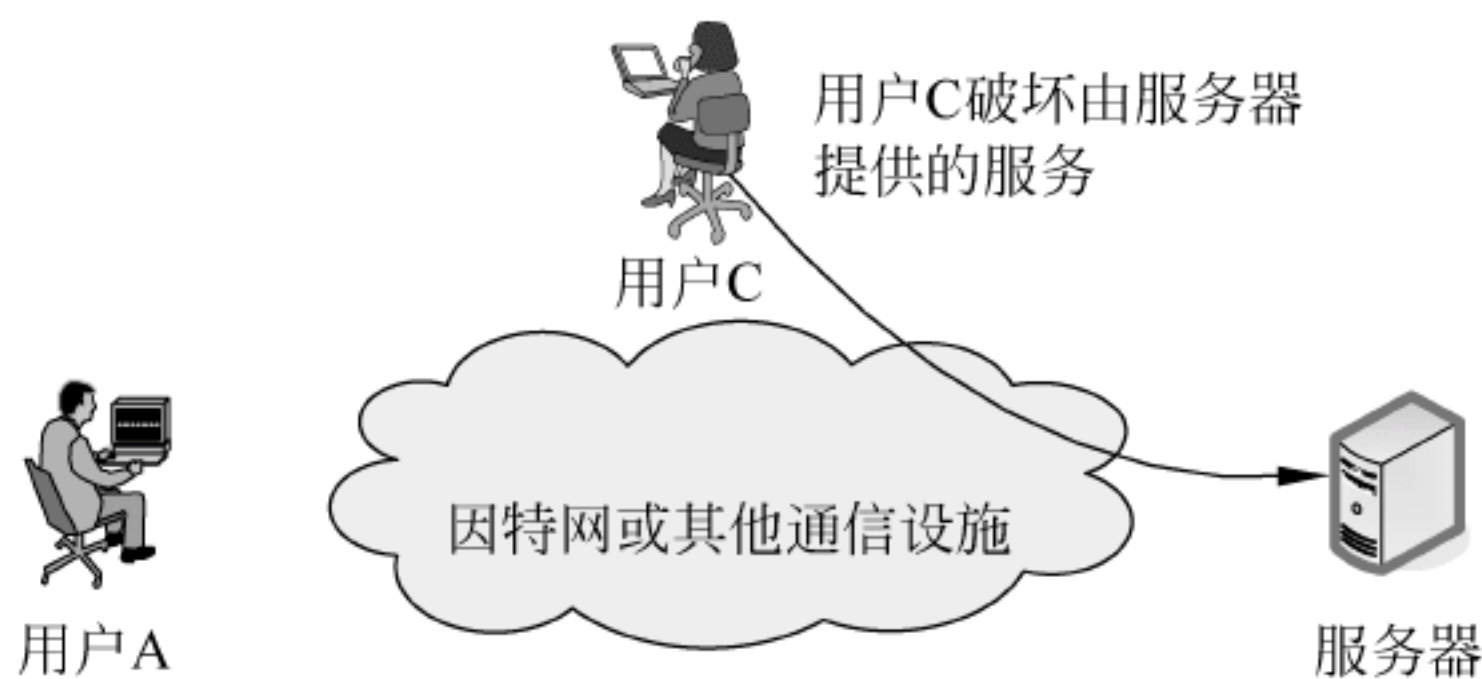 用户C破坏由服务器
提供的服务
用户C
因特网或其他通信设施
用户A
服务器